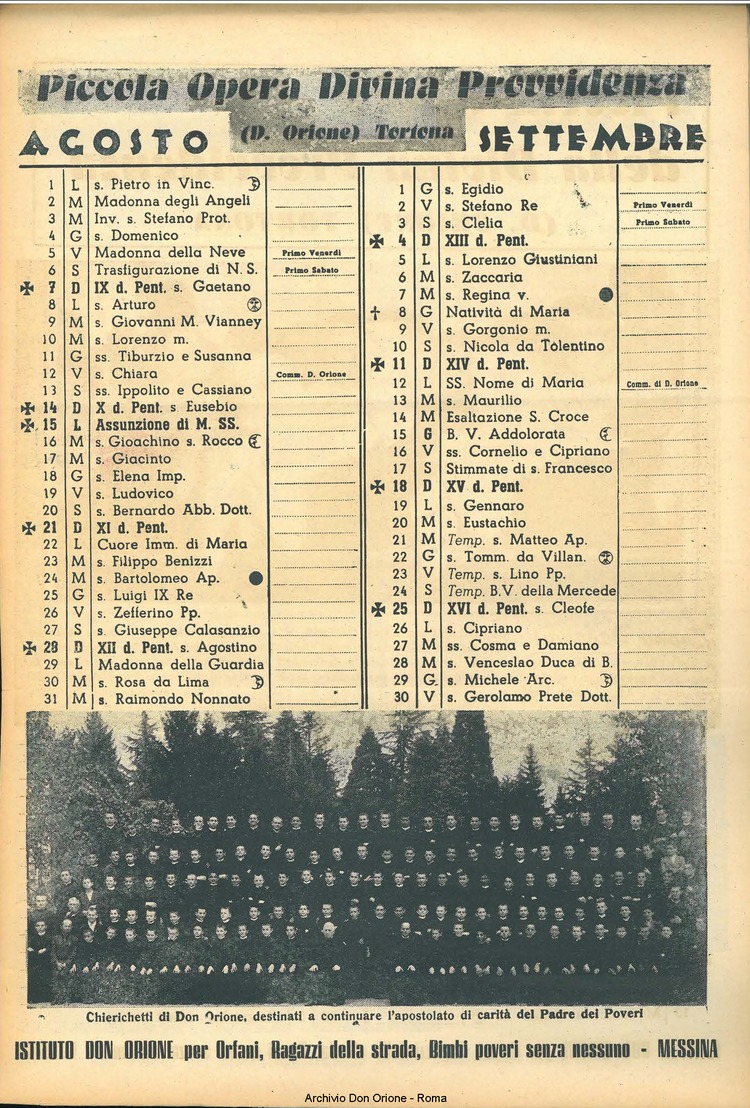 Piccola Opera Divina Provvidenza
(D. Orione) Tortona
AGOSTO
1 L s. Pietro in Vinc.
2 M Madonna degli Angeli
3 M Inv. s. Stefano Prot.
4 G s. Domenico
5 V Madonna della Neve Primo Venerdì
6 S Trasfigurazione di N. S. Primo Sabato
✠ 7 D IX d. Pent. s. Gaetano
8 L s. Arturo
9 M s. Giovanni M. Vianney
10 M s. Lorenzo m.
11 G ss. Tiburzio e Susanna
12 V s. Chiara Comm. D. Orione
13 S ss. Ippolito e Cassiano
✠ 14 D X d. Pent. s Eusebio
✠ 15 L Assunzione di M. SS.
16 M s. Gioachino s. Rocco
17 M s. Giacinto
18 G s. Elena Imp.
19 V s. Ludovico
20 S s. Bernardo Abb. Dott.
✠ 21 D XI d. Pent.
22 L Cuore Imm. di Maria
23 M s. Filippo Benizzi
24 M s. Bartolomeo Ap.
25 G s. Luigi IX Re
26 V s. Zefferino Pp.
27 S s. Giuseppe Calasanzio
✠ 28 D XII d. Pent. s. Agostino
29 L Madonna della Guardia
30 M s. Rosa da Lima
31 M s. Raimondo Nonnato
SETTEMBRE
1 G s. Egidio
2 V s. Stefano Re Primo Venerdì
3 S s. Clelia Primo Sabato
✠ 4 D XIII d. Pent.
5 L s. Lorenzo Giustiniani
6 M s. Zaccaria
7 M s. Regina v.
† 8 G Natività di Maria
9 V s. Gorgonio m.
10 S s. Nicola da Tolentino
✠ 11 D XIV d. Pent.
12 L SS. Nome di Maria Comm. di D. Orione
13 M s. Maurilio
14 M Esaltazione S. Croce
15 G B. V. Addolorata
16 V ss. Cornelio e Cipriano
17 S Stimmate di s. Francesco
✠ 18 D XV d. Pent.
19 L s. Gennaro
20 M s. Eustachio
21 M Temp. s. Matteo Ap.
22 G s. Tomm. da Villan.
23 V Temp. s. Lino Pp.
24 S Temp. B.V. della Mercede
✠ 25 D XVI d. Pent. s. Cleofe
26 L s. Cipriano
27 M ss. Cosma e Damiano
28 M s. Venceslao Duca di B.
29 G s. Michele Arc.
30 V s. Gerolamo Prete Dott.
Chierichetti di Don Orione, destinati a continuare l'apostolato di carità del Padre dei Poveri
ISTITUTO DON ORIONE per Orfani, Ragazzi della strada, Bimbi poveri senza nessuno - MESSINA
Archivio Don Orione - Roma